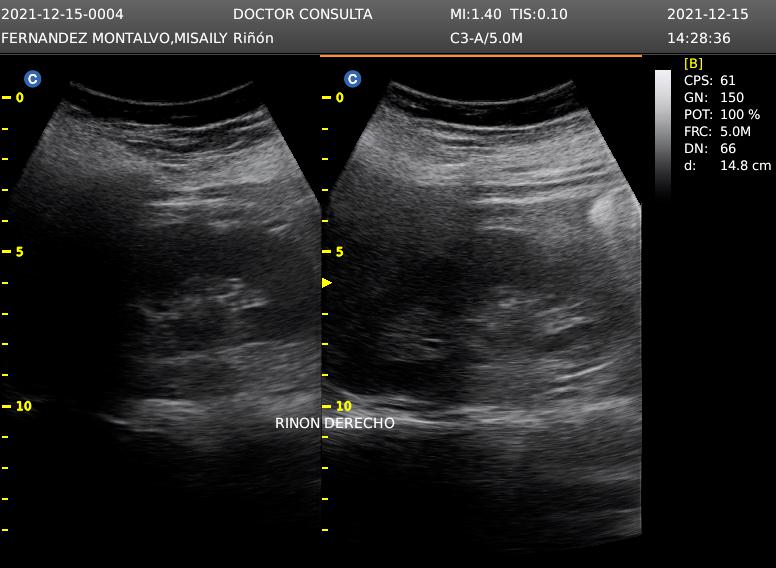 2021-12-15-0004 DOCTOR CONSULTA MI:1.40 TIS:0.10 2021-12-15
FERNANDEZ MONTALVO,MISAILY Riñón C3-A/5.0M 14:28:36
C C [B]
CPS: 61
0 0 GN: 150
POT: 100 %
FRC: 5.0M
DN: 66
d: 14.8 cm
5 5
10 10
RINON DERECHO